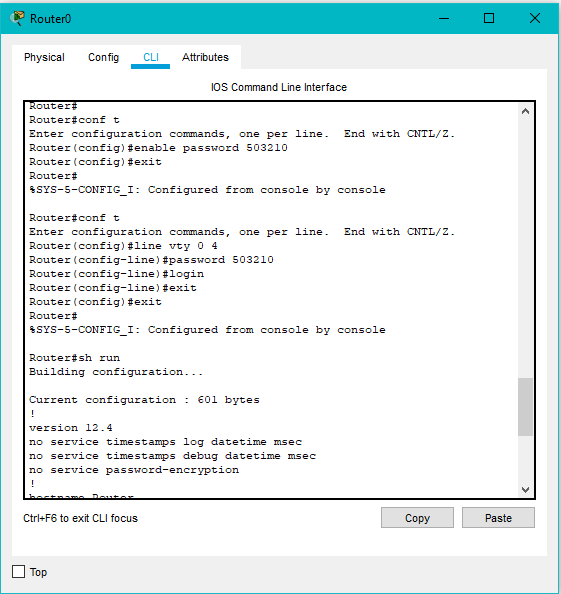 Router0
Physical Config CLI Attributes
IOS Command Line Interface
Router#
Router#conf t
Enter configuration commands, one per line.  End with CNTL/Z.
Router(config)#enable password 503210
Router(config)#exit
Router#
%SYS-5-CONFIG_I: Configured from console by console
Router#conf t
Enter configuration commands, one per line.  End with CNTL/Z.
Router(config)#line vty 0 4
Router(config-line)#password 503210
Router(config-line)#login
Router(config-line)#exit
Router(config)#exit
Router#
%SYS-5-CONFIG_I: Configured from console by console
Router#sh run
Building configuration...
Current configuration : 601 bytes
!
version 12.4
no service timestamps log datetime msec
no service timestamps debug datetime msec
no service password-encryption
!
hostname Router
Ctrl+F6 to exit CLI focus
Copy Paste
Top